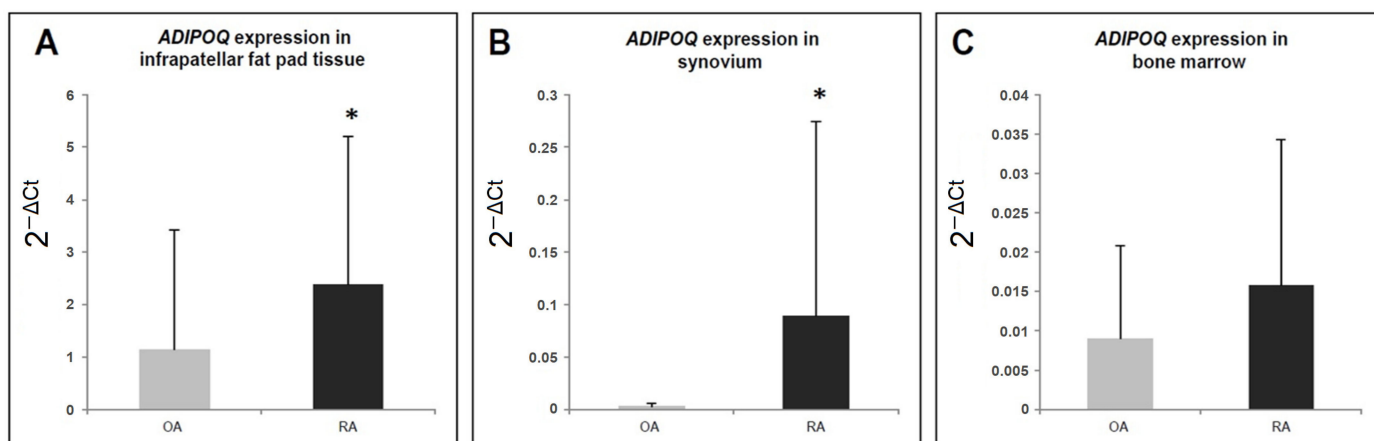 A
ADIPOQ expression in
infrapatellar fat pad tissue
6
5
4
3
2
1
0
2−ΔCt
*
OA
RA
B
ADIPOQ expression in
synovium
0.3
0.25
0.2
0.15
0.1
0.05
0
2−ΔCt
*
OA
RA
C
ADIPOQ expression in
bone marrow
0.04
0.035
0.03
0.025
0.02
0.015
0.01
0.005
0
2−ΔCt
OA
RA